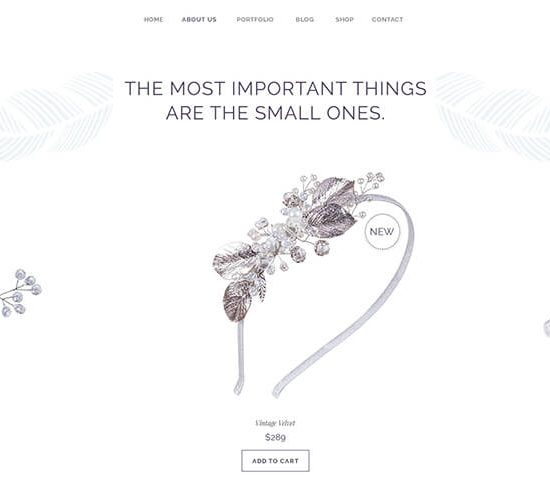 HOME ABOUT US PORTFOLIO BLOG SHOP CONTACT
THE MOST IMPORTANT THINGS
ARE THE SMALL ONES.
NEW
Vintage Velvet
$289
ADD TO CART